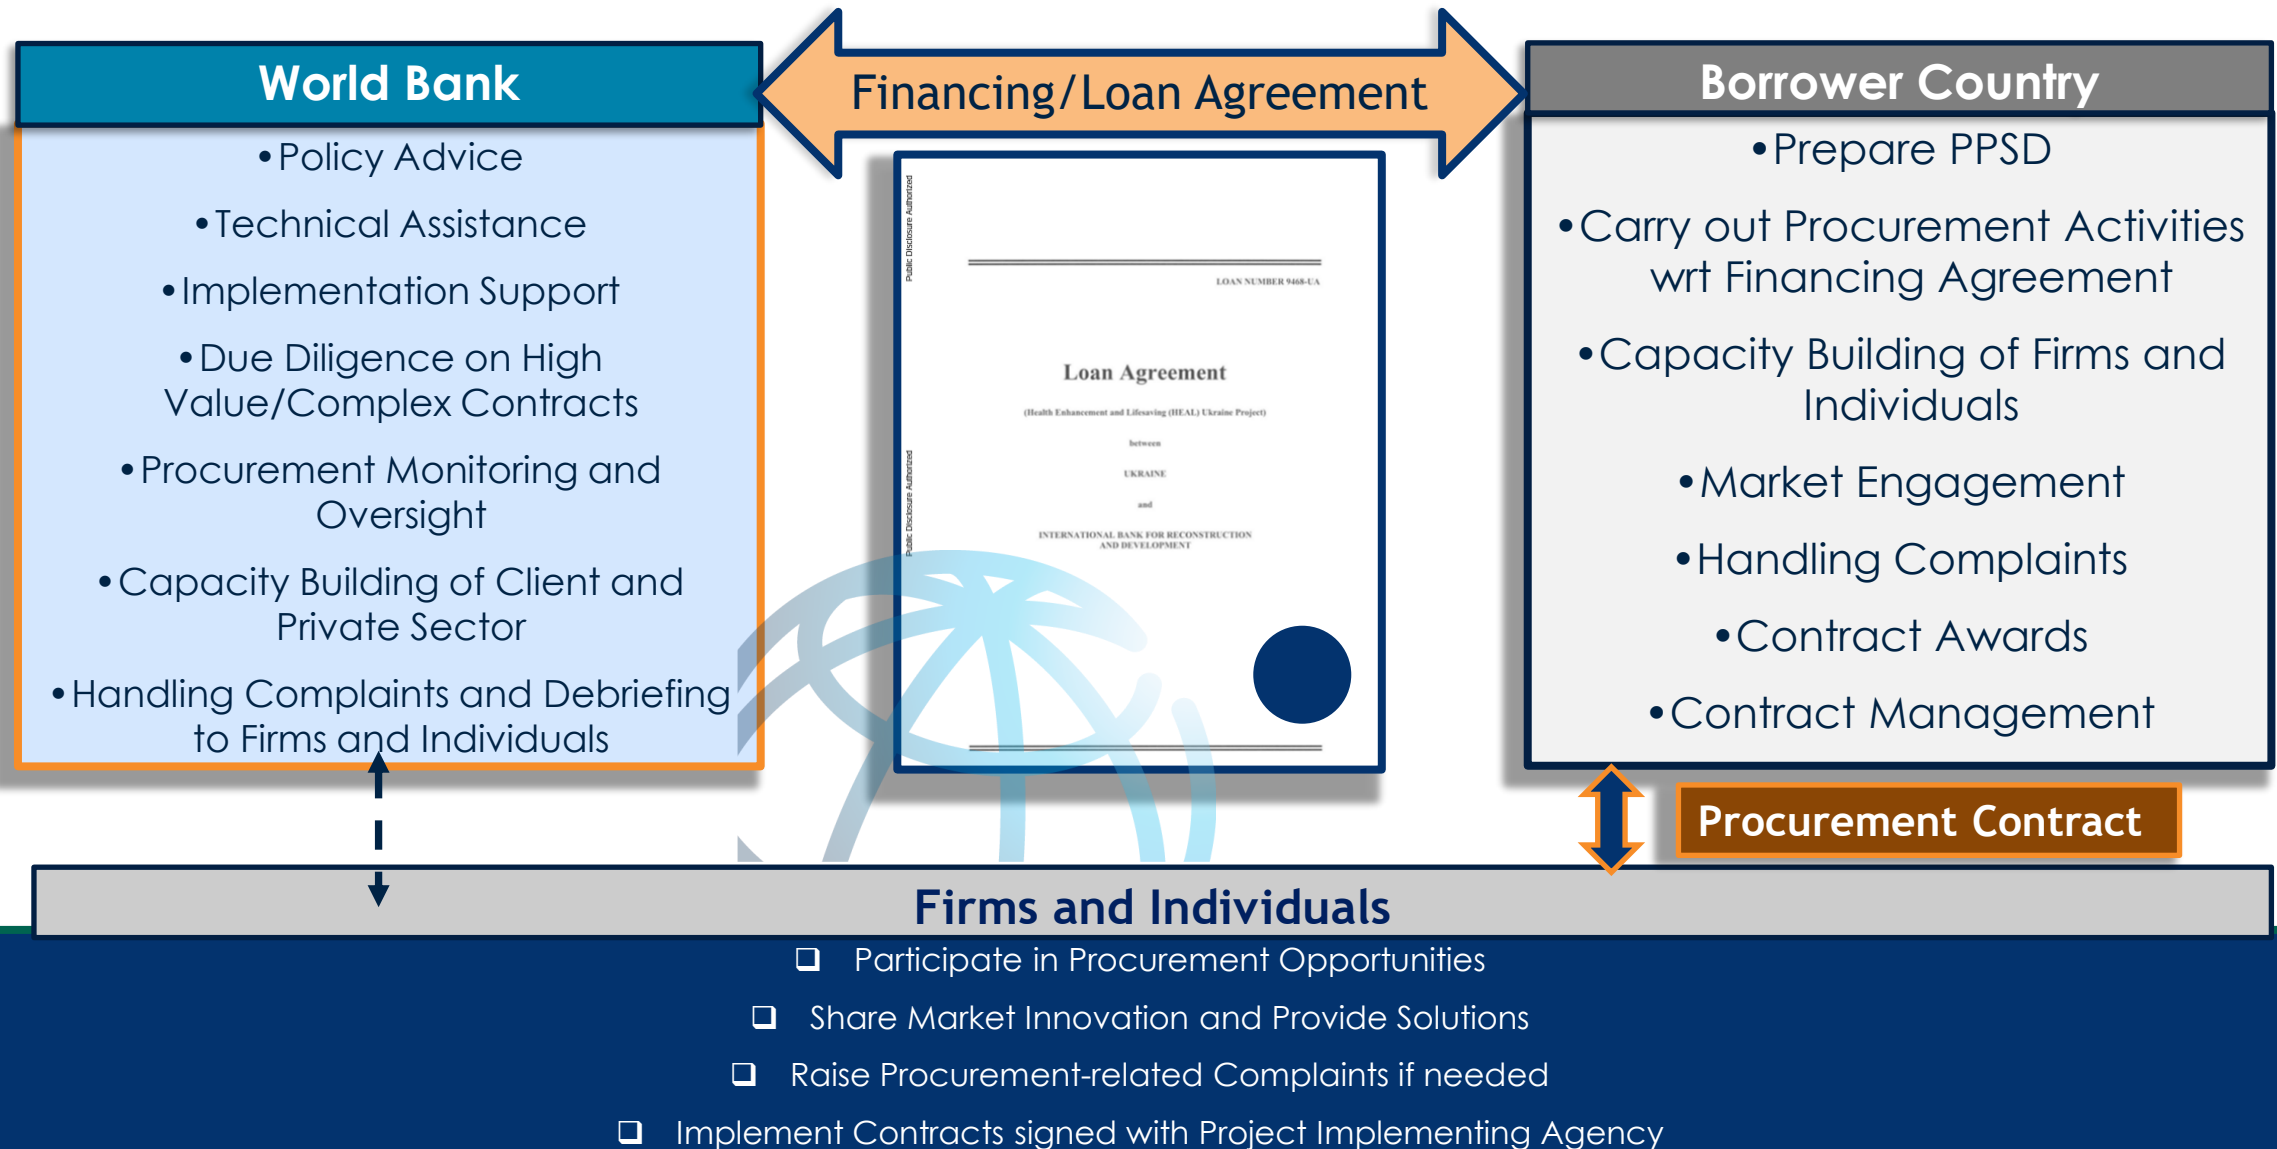 World Bank
•Policy Advice
•Technical Assistance
•Implementation Support
•Due Diligence on High
Value/Complex Contracts
•Procurement Monitoring and
Oversight
•Capacity Building of Client and
Private Sector
•Handling Complaints and Debriefing
to Firms and Individuals
Financing/Loan Agreement
Public Disclosure Authorized
Public Disclosure Authorized
LOAN NUMBER 9468-UA
Loan Agreement
(Health Enhancement and Lifesaving (HEAL) Ukraine Project)
between
UKRAINE
and
INTERNATIONAL BANK FOR RECONSTRUCTION
AND DEVELOPMENT
Borrower Country
•Prepare PPSD
•Carry out Procurement Activities
wrt Financing Agreement
•Capacity Building of Firms and
Individuals
•Market Engagement
•Handling Complaints
•Contract Awards
•Contract Management
Procurement Contract
Firms and Individuals
❑ Participate in Procurement Opportunities
❑ Share Market Innovation and Provide Solutions
❑ Raise Procurement-related Complaints if needed
❑ Implement Contracts signed with Project Implementing Agency